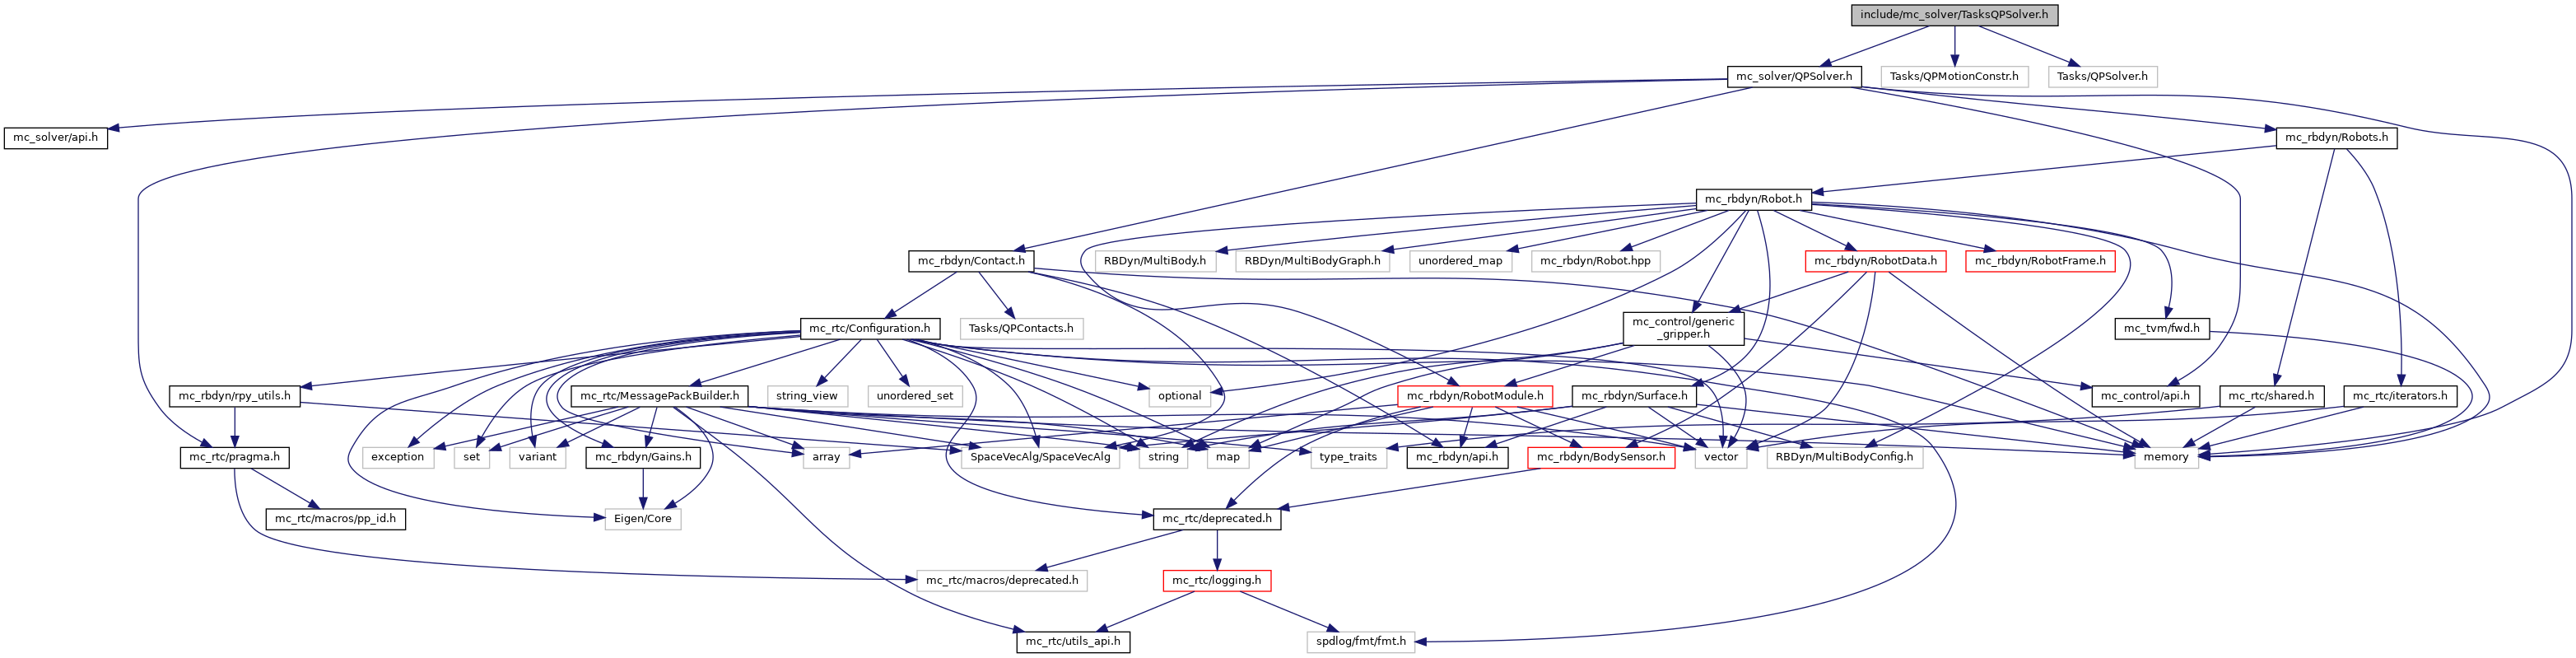 include/mc_solver/TasksQPSolver.h
mc_solver/QPSolver.h
Tasks/QPMotionConstr.h
Tasks/QPSolver.h
mc_solver/api.h
mc_rbdyn/Robots.h
mc_rbdyn/Robot.h
mc_rbdyn/Contact.h
RBDyn/MultiBody.h
RBDyn/MultiBodyGraph.h
unordered_map
mc_rbdyn/Robot.hpp
mc_rbdyn/RobotData.h
mc_rbdyn/RobotFrame.h
mc_rtc/Configuration.h
Tasks/QPContacts.h
mc_control/generic
_gripper.h
mc_tvm/fwd.h
mc_rbdyn/rpy_utils.h
mc_rtc/MessagePackBuilder.h
string_view
unordered_set
optional
mc_rbdyn/RobotModule.h
mc_rbdyn/Surface.h
mc_control/api.h
mc_rtc/shared.h
mc_rtc/iterators.h
mc_rtc/pragma.h
exception
set
variant
mc_rbdyn/Gains.h
array
SpaceVecAlg/SpaceVecAlg
string
map
type_traits
mc_rbdyn/api.h
mc_rbdyn/BodySensor.h
vector
RBDyn/MultiBodyConfig.h
memory
mc_rtc/macros/pp_id.h
Eigen/Core
mc_rtc/deprecated.h
mc_rtc/macros/deprecated.h
mc_rtc/logging.h
mc_rtc/utils_api.h
spdlog/fmt/fmt.h